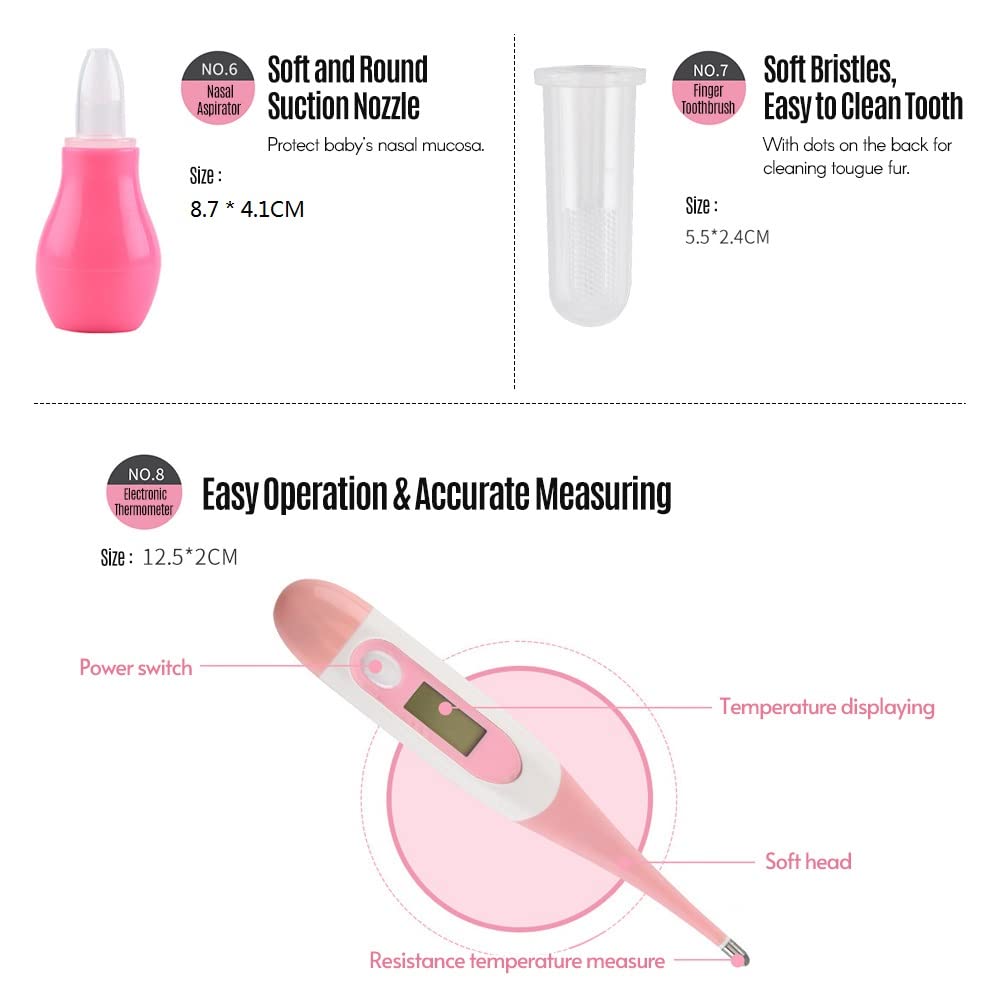 NO.6
Nasal
Aspirator
Soft and Round
Suction Nozzle
Protect baby's nasal mucosa.
Size :
8.7 * 4.1CM
NO.7
Finger
Toothbrush
Soft Bristles,
Easy to Clean Tooth
With dots on the back for
cleaning tougue fur.
Size :
5.5*2.4CM
NO.8
Electronic
Thermometer
Easy Operation & Accurate Measuring
Size : 12.5*2CM
Power switch
Temperature displaying
Soft head
Resistance temperature measure